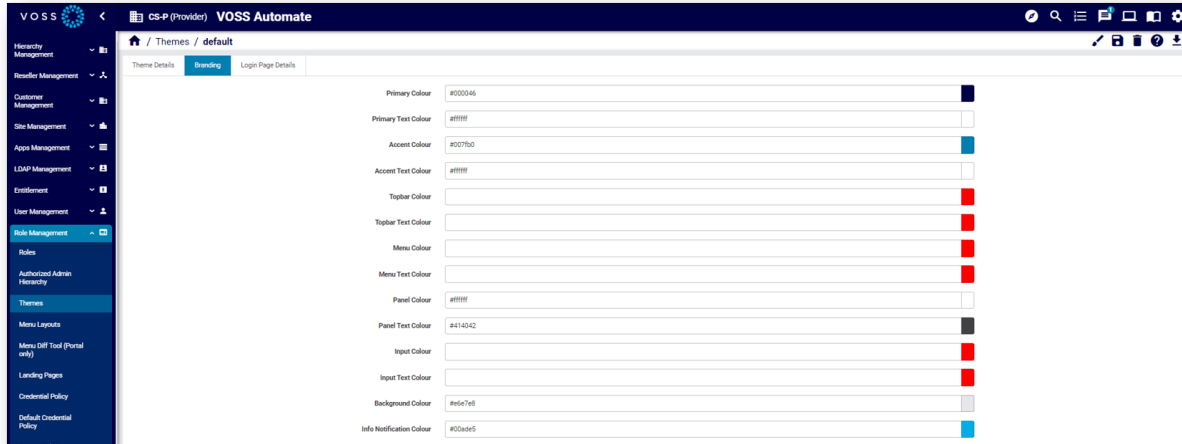 VOSS
CS-P (Provider) VOSS Automate
1
/ Themes / default
Theme Details Branding Login Page Details
Hierarchy
Management
Reseller Management
Customer
Management
Site Management
Apps Management
LDAP Management
Entitlement
User Management
Role Management
Roles
Authorized Admin
Hierarchy
Themes
Menu Layouts
Menu Diff Tool (Portal
only)
Landing Pages
Credential Policy
Default Credential
Policy
Primary Colour #000046
Primary Text Colour #ffffff
Accent Colour #007fb0
Accent Text Colour #ffffff
Topbar Colour
Topbar Text Colour
Menu Colour
Menu Text Colour
Panel Colour #ffffff
Panel Text Colour #414042
Input Colour
Input Text Colour
Background Colour #e6e7e8
Info Notification Colour #00ade5